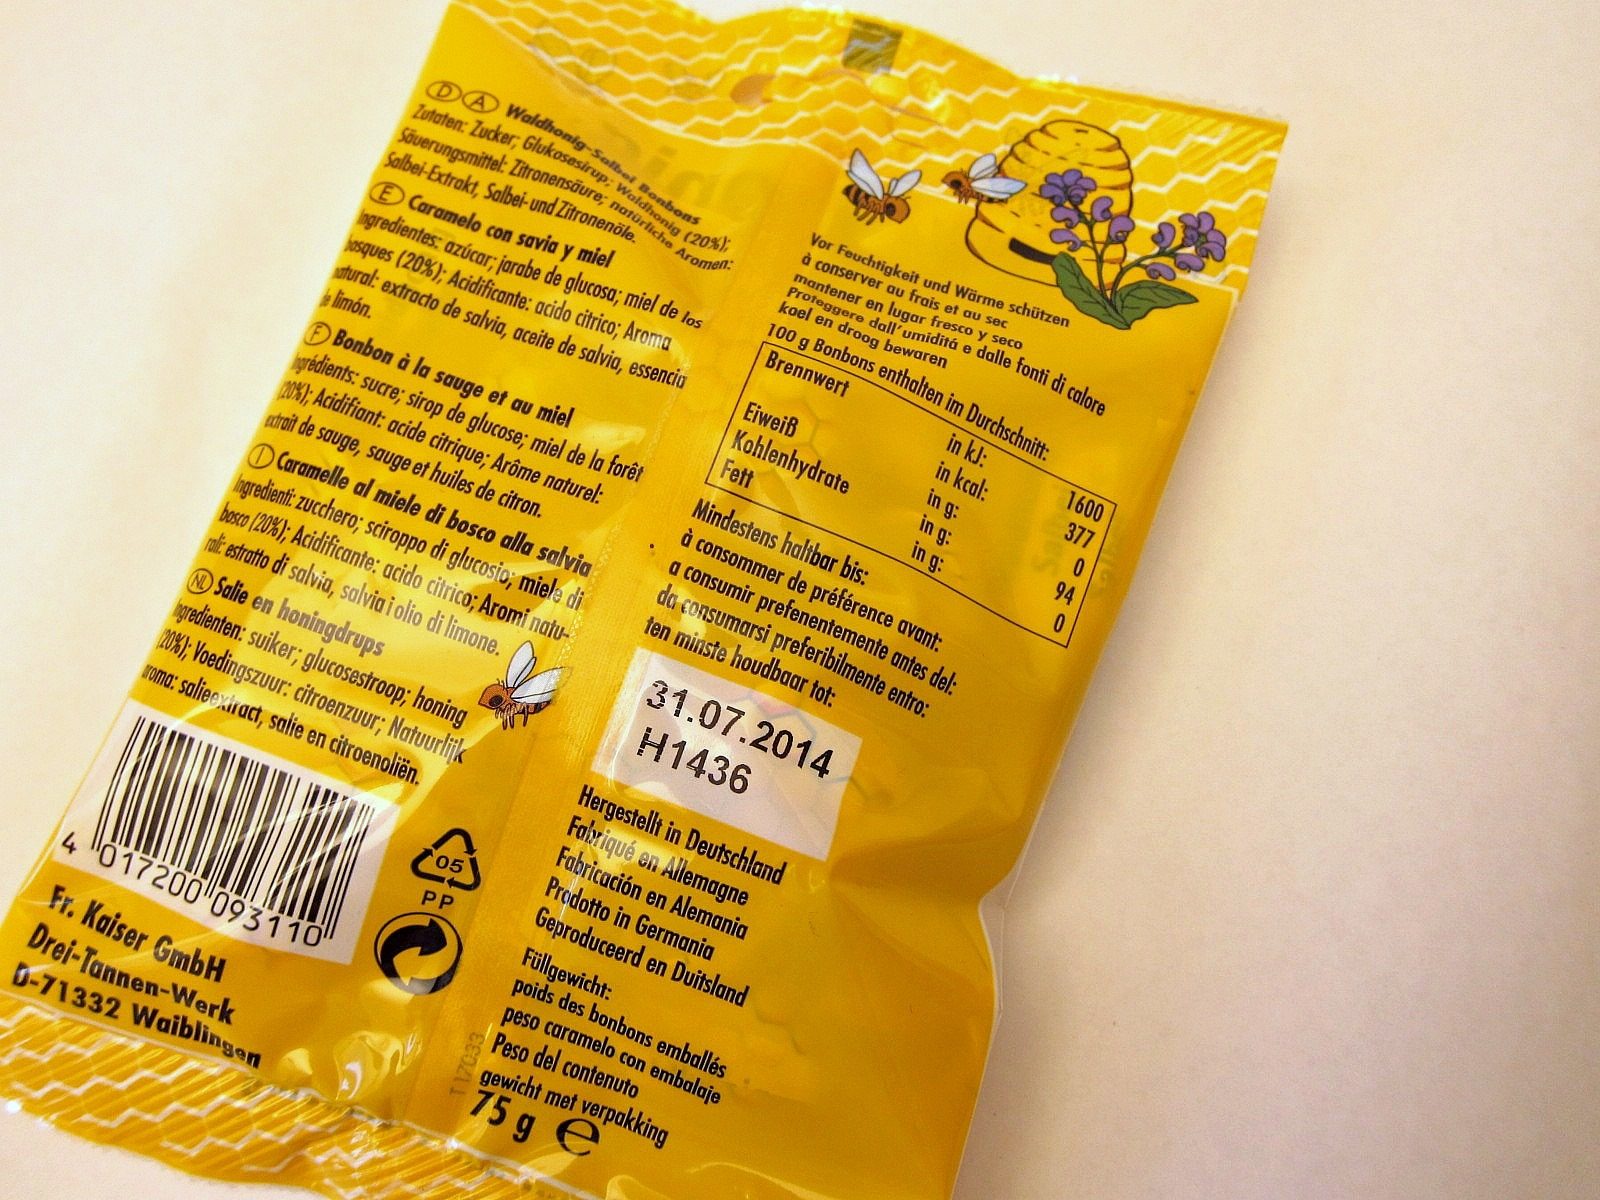 D A Waldhonig-Salbei Bonbons
Zutaten: Zucker; Glukosesirup; Waldhonig (20%);
Säuerungsmittel: Zitronensäure; natürliche Aromen:
Salbei-Extrakt, Salbei-und Zitronenöle.
E Caramelo con savia y miel
Ingredientes: azúcar; jarabe de glucosa; miel de los
bosques (20%); Acidificante: acido citrico; Aroma
natural: extracto de salvia, aceite de salvia, essencia
de limón.
F Bonbon à la sauge et au miel
Ingrédients: sucre; sirop de glucose; miel de la forêt
(20%); Acidifiant: acide citrique; Arôme naturel:
extrait de sauge, sauge et huiles de citron.
I Caramelle al miele di bosco alla salvia
Ingredienti: zucchero; sciroppo di glucosio; miele di
bosco (20%); Acidificante: acido citrico; Aromi natu-
rali: estratto di salvia, salvia i olio di limone.
NL Salie en honingdrups
Ingredienten: suiker; glucosestroop; honing
(20%); Voedingszuur: citroenzuur; Natuurlijk
aroma: salieextract, salie en citroenoliën.
4 017200 093110
Fr. Kaiser GmbH
Drei-Tannen-Werk
D-71332 Waiblingen
05
PP
T 17033
Vor Feuchtigkeit und Wärme schützen
à conserver au frais et au sec
mantener en lugar fresco y seco
Proteggere dall'umiditá e dalle fonti di calore
koel en droog bewaren
100 g Bonbons enthalten im Durchschnitt:
Brennwert in kJ: 1600
in kcal: 377
Eiweiß in g: 0
Kohlenhydrate in g: 94
Fett in g: 0
Mindestens haltbar bis:
à consommer de préférence avant:
a consumir prefenentemente antes del:
da consumarsi preferibilmente entro:
ten minste houdbaar tot:
31.07.2014
H1436
Hergestellt in Deutschland
Fabriqué en Allemagne
Fabricación en Alemania
Prodotto in Germania
Geproduceerd en Duitsland
Füllgewicht:
poids des bonbons emballés
peso caramelo con embalaje
Peso del contenuto
gewicht met verpakking
75 g e